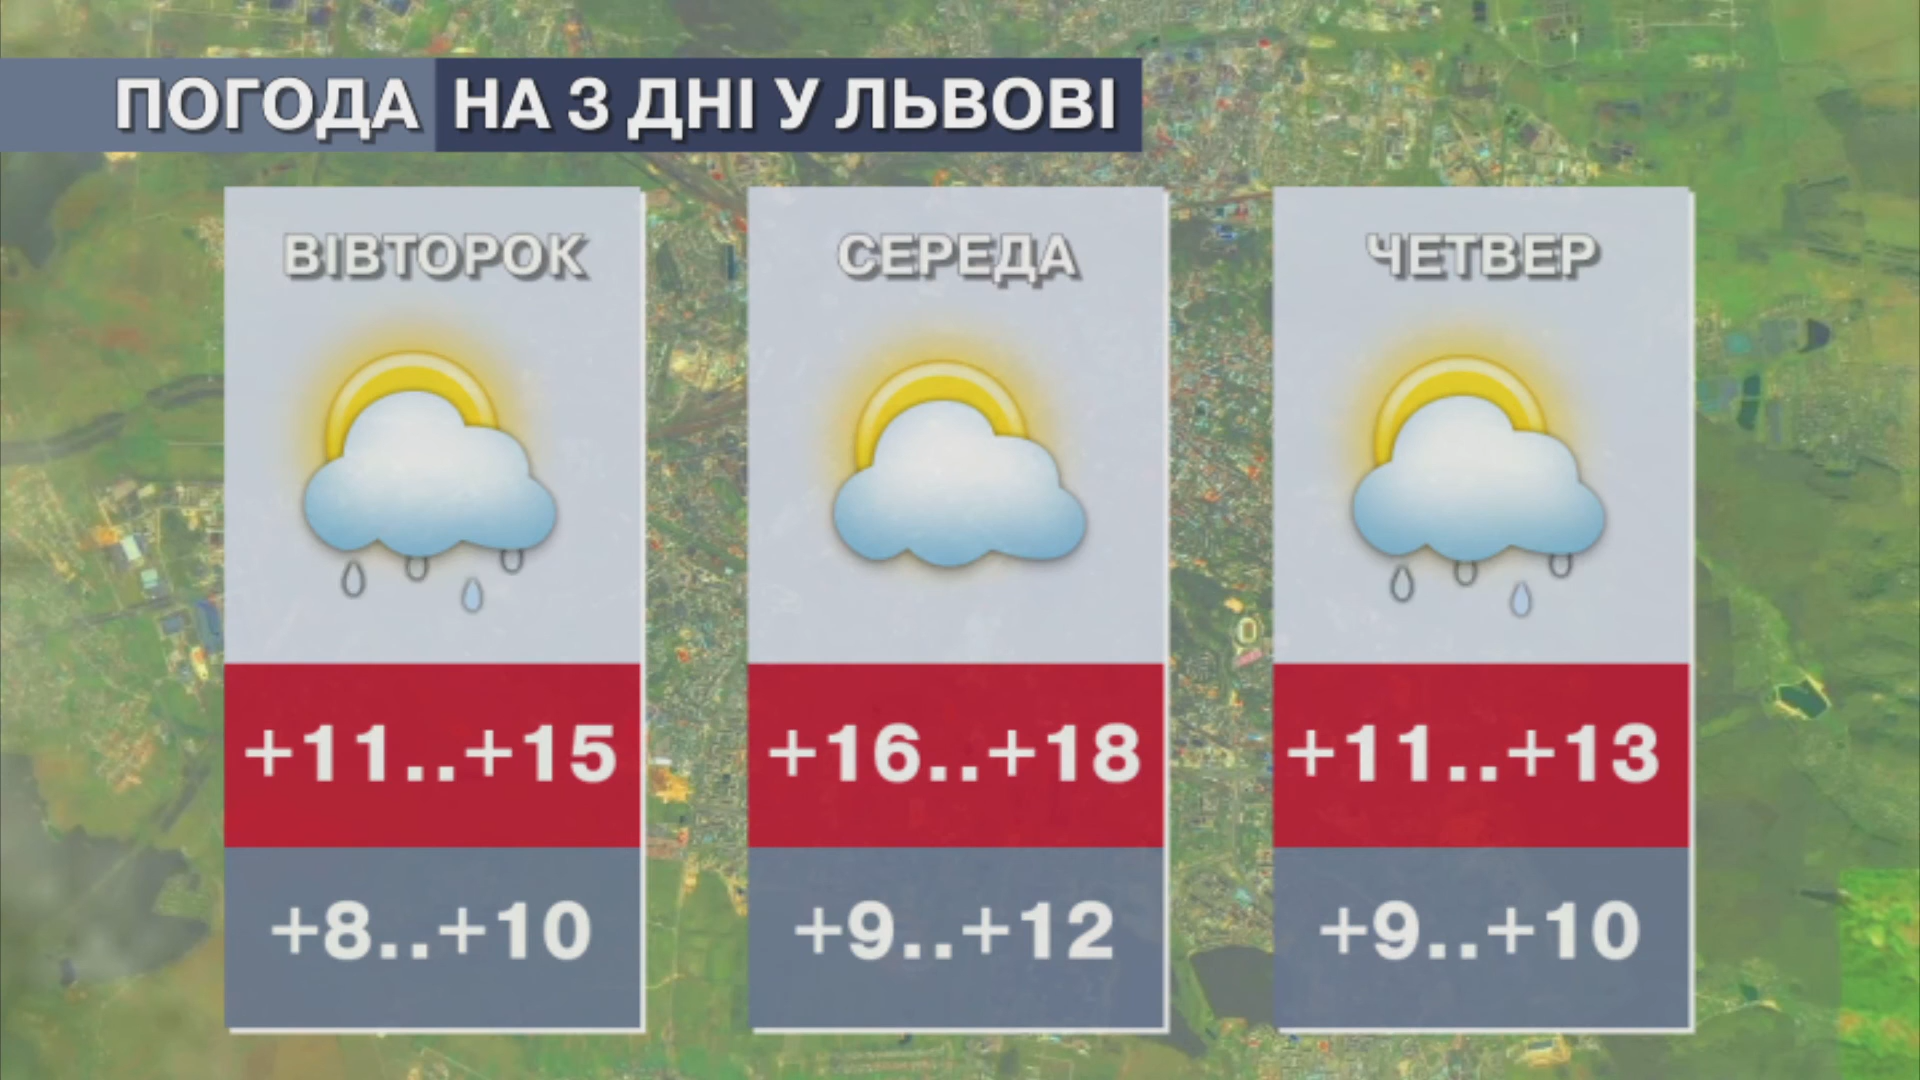 ПОГОДА НА 3 ДНІ У ЛЬВОВІ
ВІВТОРОК
+11..+15
+8..+10
СЕРЕДА
+16..+18
+9..+12
ЧЕТВЕР
+11..+13
+9..+10